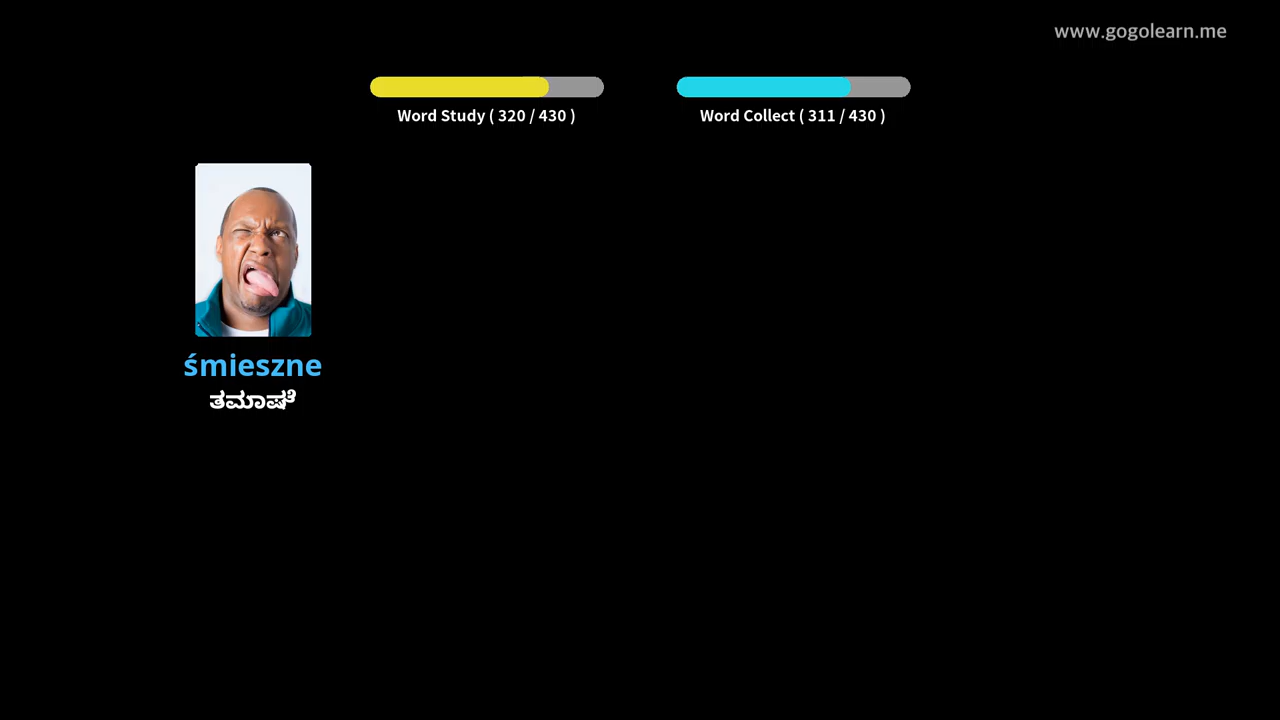 www.gogolearn.me
Word Study ( 320 / 430 )
Word Collect ( 311 / 430 )
śmieszne
ತಮಾಷೆ